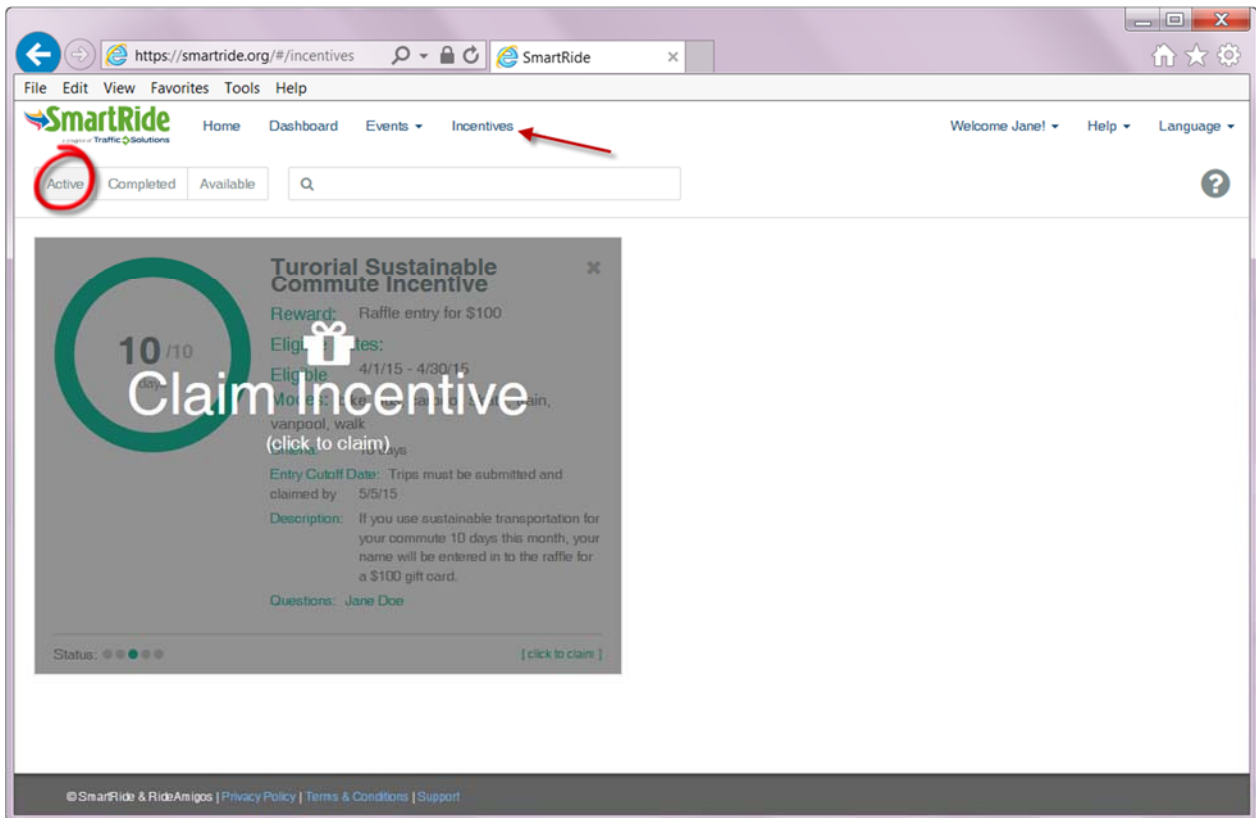 https://smartride.org/#/incentives
SmartRide
File Edit View Favorites Tools Help
SmartRide Home Dashboard Events Incentives Welcome Jane! Help Language
Traffic Solutions
Active Completed Available
Turorial Sustainable
Commute Incentive
Reward: Raffle entry for $100
10 /10
days
Eligible
4/1/15 - 4/30/15
Claim Incentive
train,
vanpool, walk
(click to claim)
10 days
Entry Cutoff Date: Trips must be submitted and
claimed by 5/5/15
Description: If you use sustainable transportation for
your commute 10 days this month, your
name will be entered in to the raffle for
a $100 gift card.
Questions: Jane Doe
Status: [ click to claim ]
© SmartRide & RideAmigos | Privacy Policy | Terms & Conditions | Support